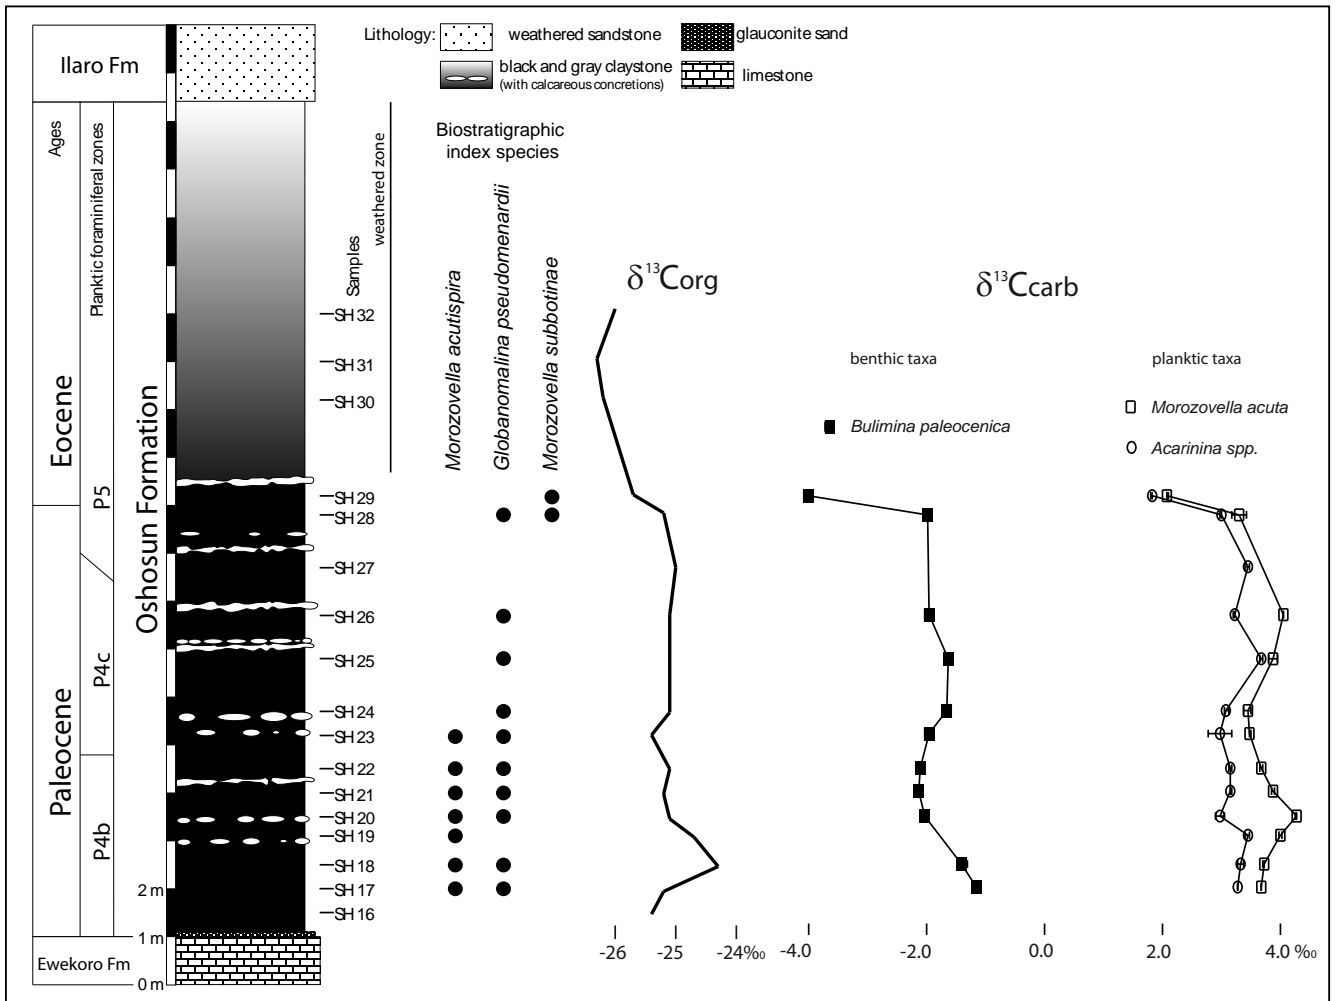 Lithology:
weathered sandstone
glauconite sand
black and gray claystone
(with calcareous concretions)
limestone
Ilaro Fm
Ages
Planktic foraminiferal zones
Samples
weathered zone
Biostratigraphic
index species
Morozovella acutispira
Globanomalina pseudomenardii
Morozovella subbotinae
δ13Corg
δ13Ccarb
benthic taxa
planktic taxa
Bulimina paleocenica
Morozovella acuta
Acarinina spp.
Eocene
Paleocene
P5
P4c
P4b
Oshosun Formation
SH32
SH31
SH30
SH29
SH28
SH27
SH26
SH25
SH24
SH23
SH22
SH21
SH20
SH19
SH18
SH17
SH16
2 m
1 m
0 m
Ewekoro Fm
-26
-25
-24‰
-4.0
-2.0
0.0
2.0
4.0 ‰